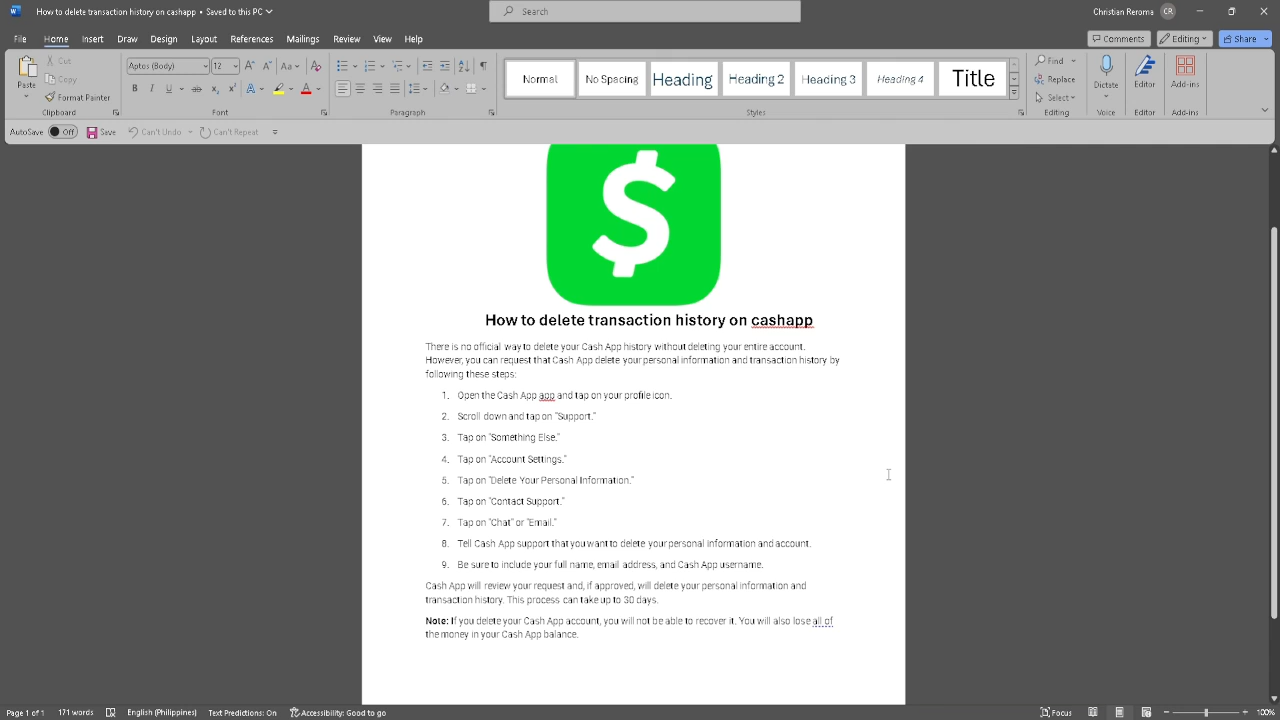 How to delete transaction history on cashapp • Saved to this PC
Search
Christian Reroma CR
File Home Insert Draw Design Layout References Mailings Review View Help
Comments Editing Share
Paste
Cut
Copy
Format Painter
Clipboard
Aptos (Body) 12
Font
Paragraph
Normal No Spacing Heading Heading 2 Heading 3 Heading 4 Title
Styles
Find
Replace
Select
Editing
Dictate
Voice
Editor
Editor
Add-ins
Add-ins
AutoSave Off Save Can't Undo Can't Repeat
$
How to delete transaction history on cashapp
There is no official way to delete your Cash App history without deleting your entire account.
However, you can request that Cash App delete your personal information and transaction history by
following these steps:
1. Open the Cash App app and tap on your profile icon.
2. Scroll down and tap on "Support."
3. Tap on "Something Else."
4. Tap on "Account Settings."
5. Tap on "Delete Your Personal Information."
6. Tap on "Contact Support."
7. Tap on "Chat" or "Email."
8. Tell Cash App support that you want to delete your personal information and account.
9. Be sure to include your full name, email address, and Cash App username.
Cash App will review your request and, if approved, will delete your personal information and
transaction history. This process can take up to 30 days.
Note: If you delete your Cash App account, you will not be able to recover it. You will also lose all of
the money in your Cash App balance.
Page 1 of 1 171 words English (Philippines) Text Predictions: On Accessibility: Good to go Focus 100%